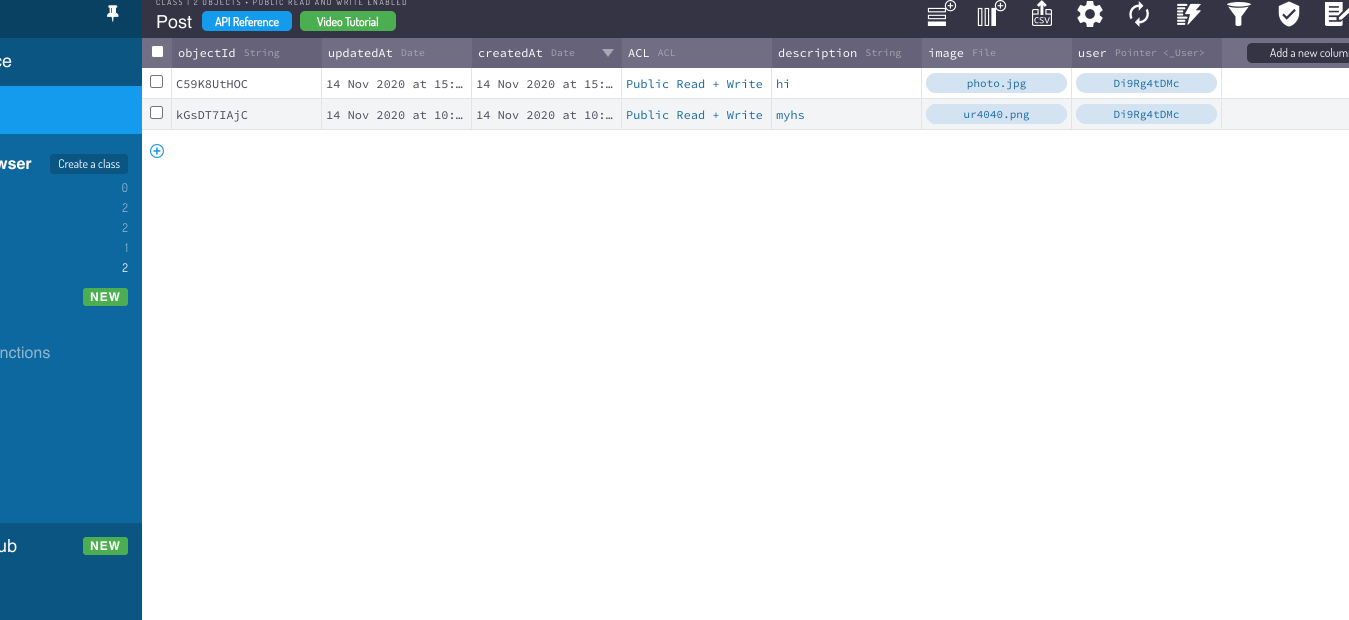 CLASS | 2 OBJECTS • PUBLIC READ AND WRITE ENABLED
Post API Reference Video Tutorial
CSV
objectId String updatedAt Date createdAt Date ACL ACL description String image File user Pointer <_User> Add a new colum
C59K8UtHOC 14 Nov 2020 at 15:… 14 Nov 2020 at 15:… Public Read + Write hi photo.jpg Di9Rg4tDMc
kGsDT7IAjC 14 Nov 2020 at 10:… 14 Nov 2020 at 10:… Public Read + Write myhs ur4040.png Di9Rg4tDMc
ce
wser Create a class
0
2
2
1
2
NEW
nctions
ub NEW